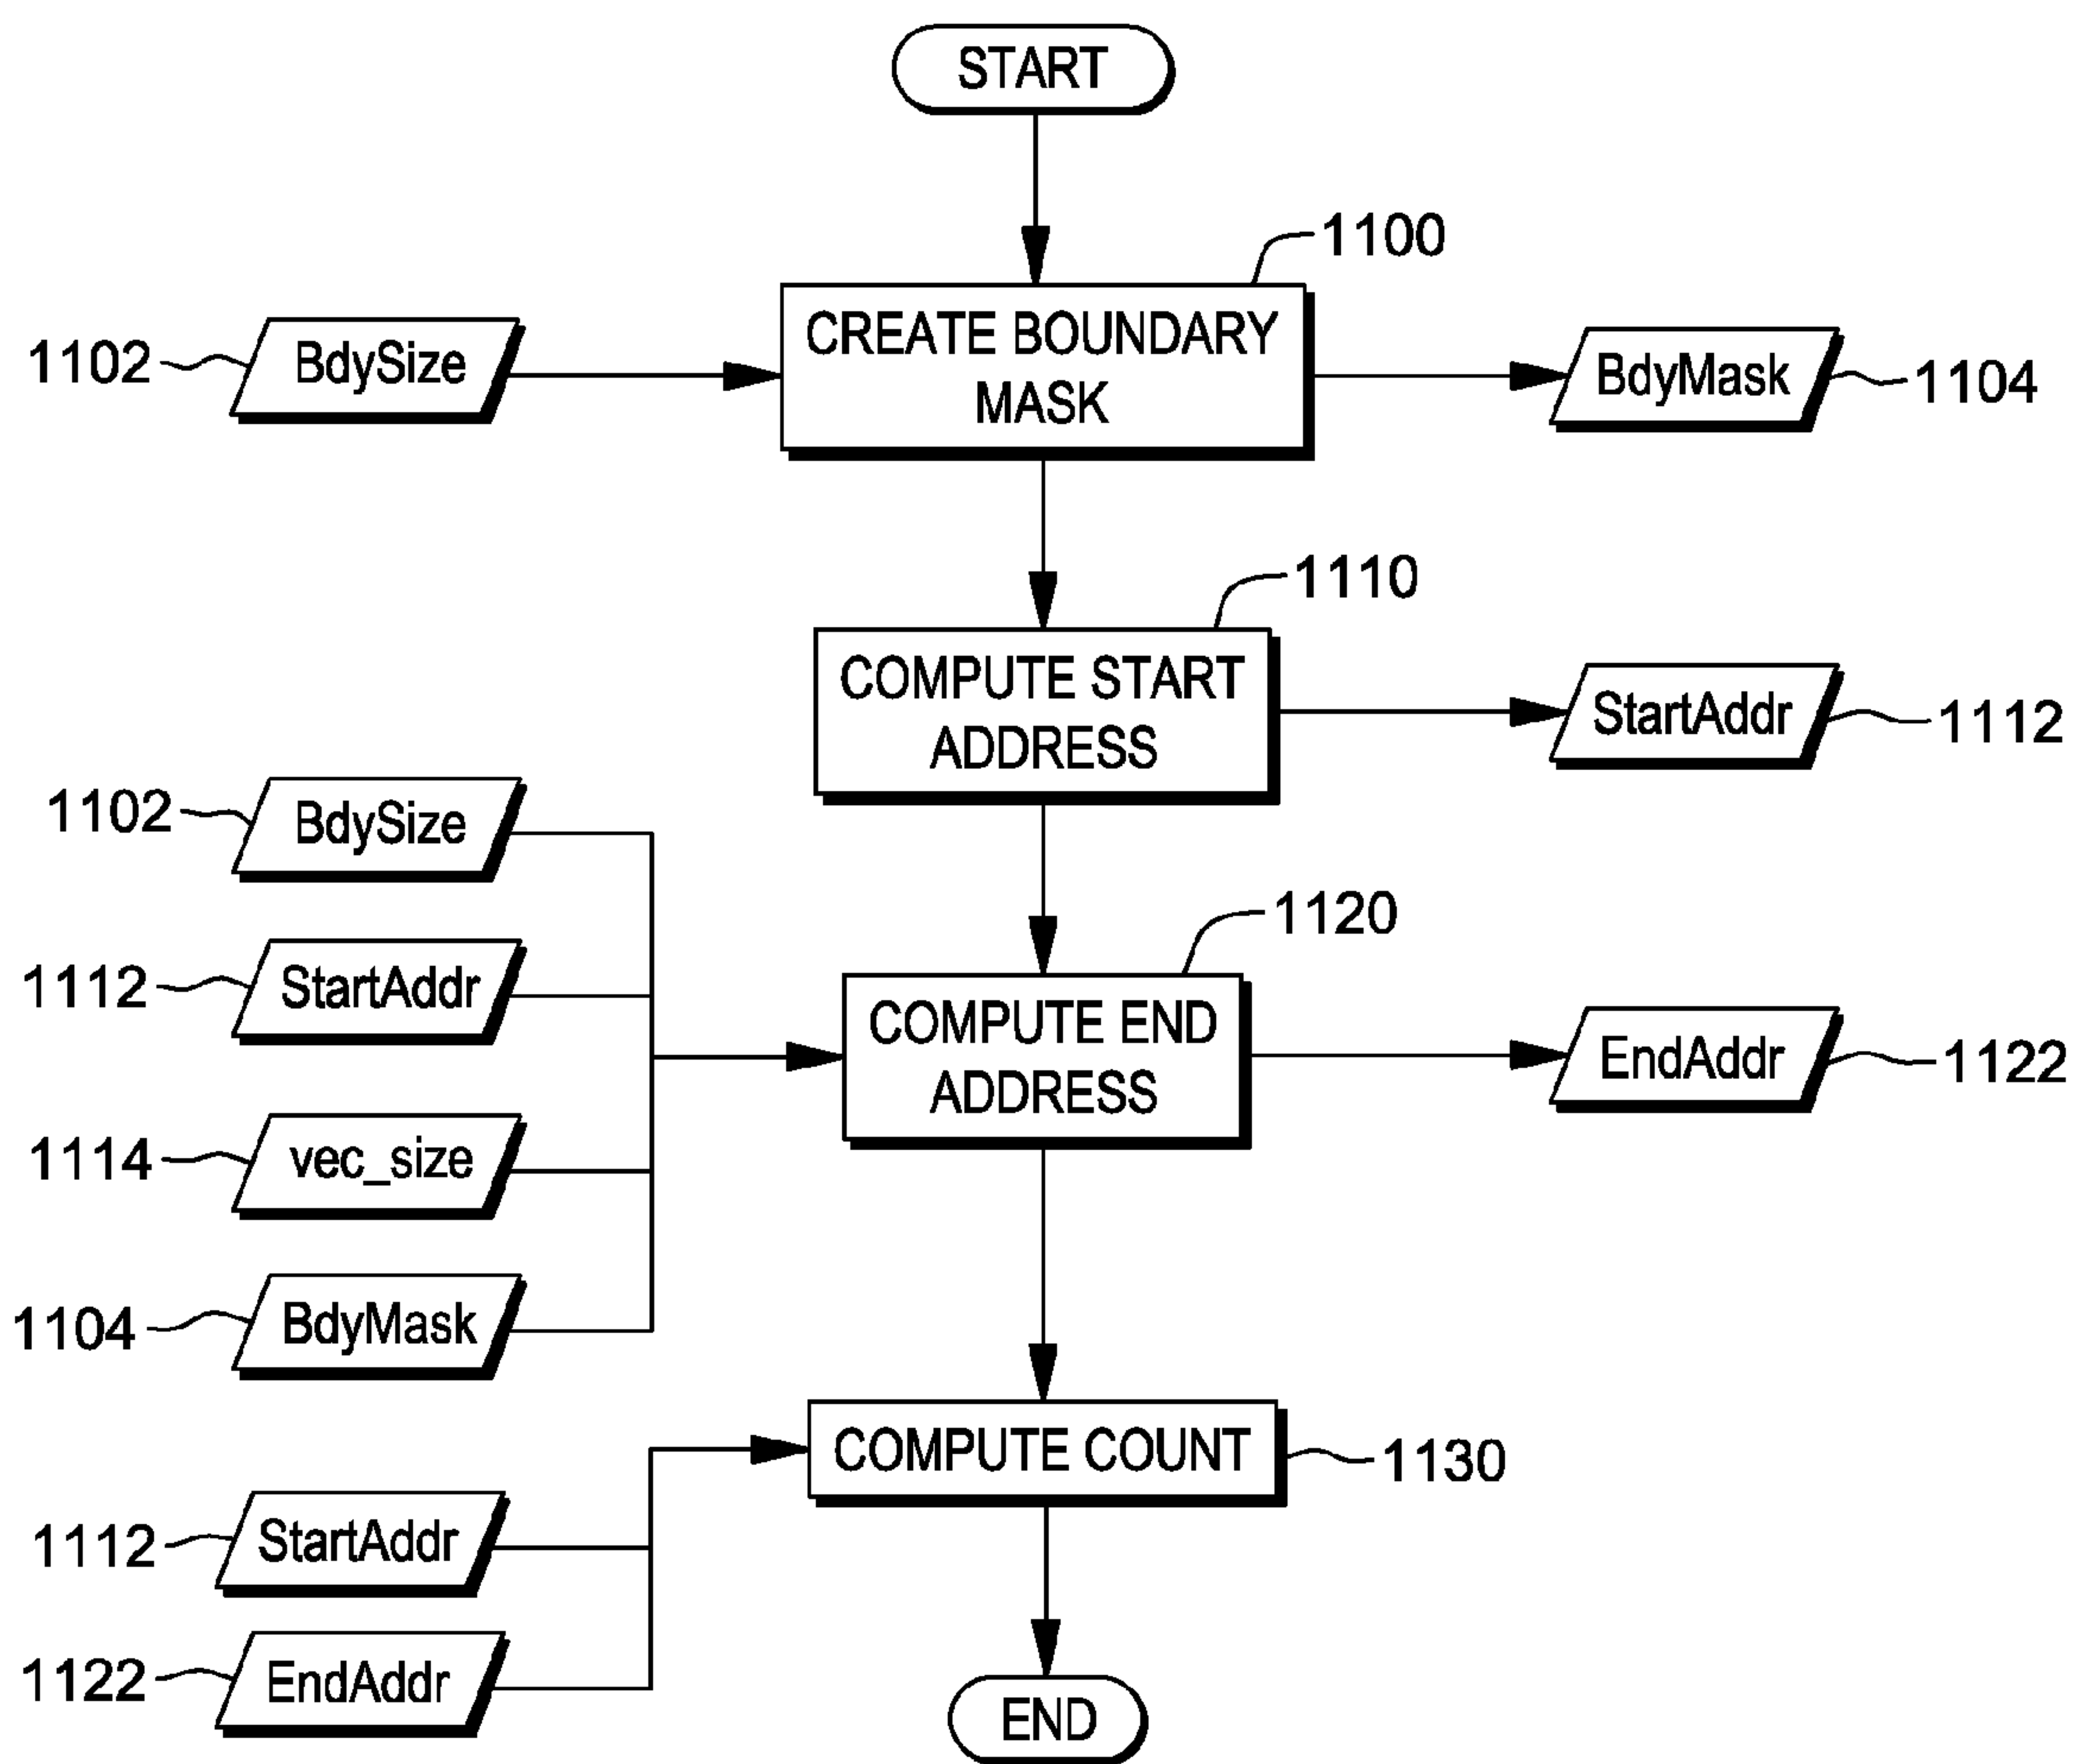 START
1100
1102
BdySize
CREATE BOUNDARY
MASK
BdyMask
1104
1110
COMPUTE START
ADDRESS
StartAddr
1112
1102
BdySize
1112
StartAddr
1114
vec_size
1104
BdyMask
1120
COMPUTE END
ADDRESS
EndAddr
1122
COMPUTE COUNT
1130
1112
StartAddr
1122
EndAddr
END